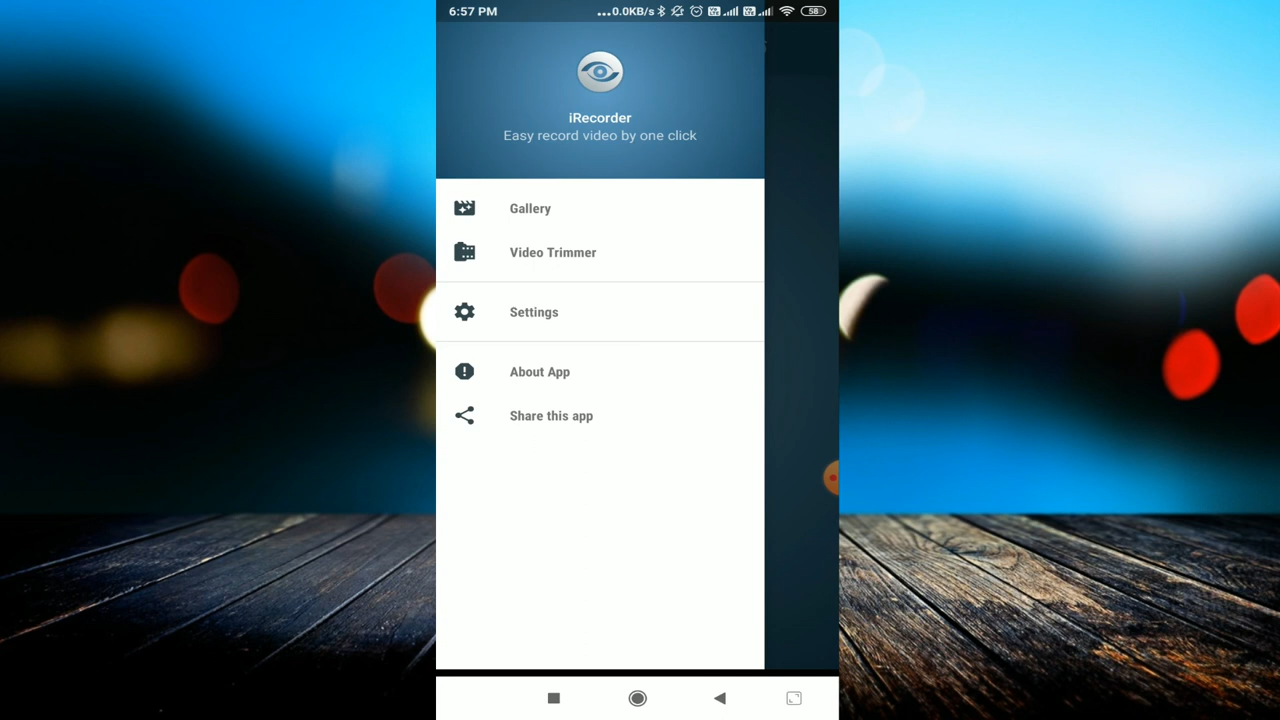 6:57 PM
...0.0KB/s
58
iRecorder
Easy record video by one click
Gallery
Video Trimmer
Settings
About App
Share this app